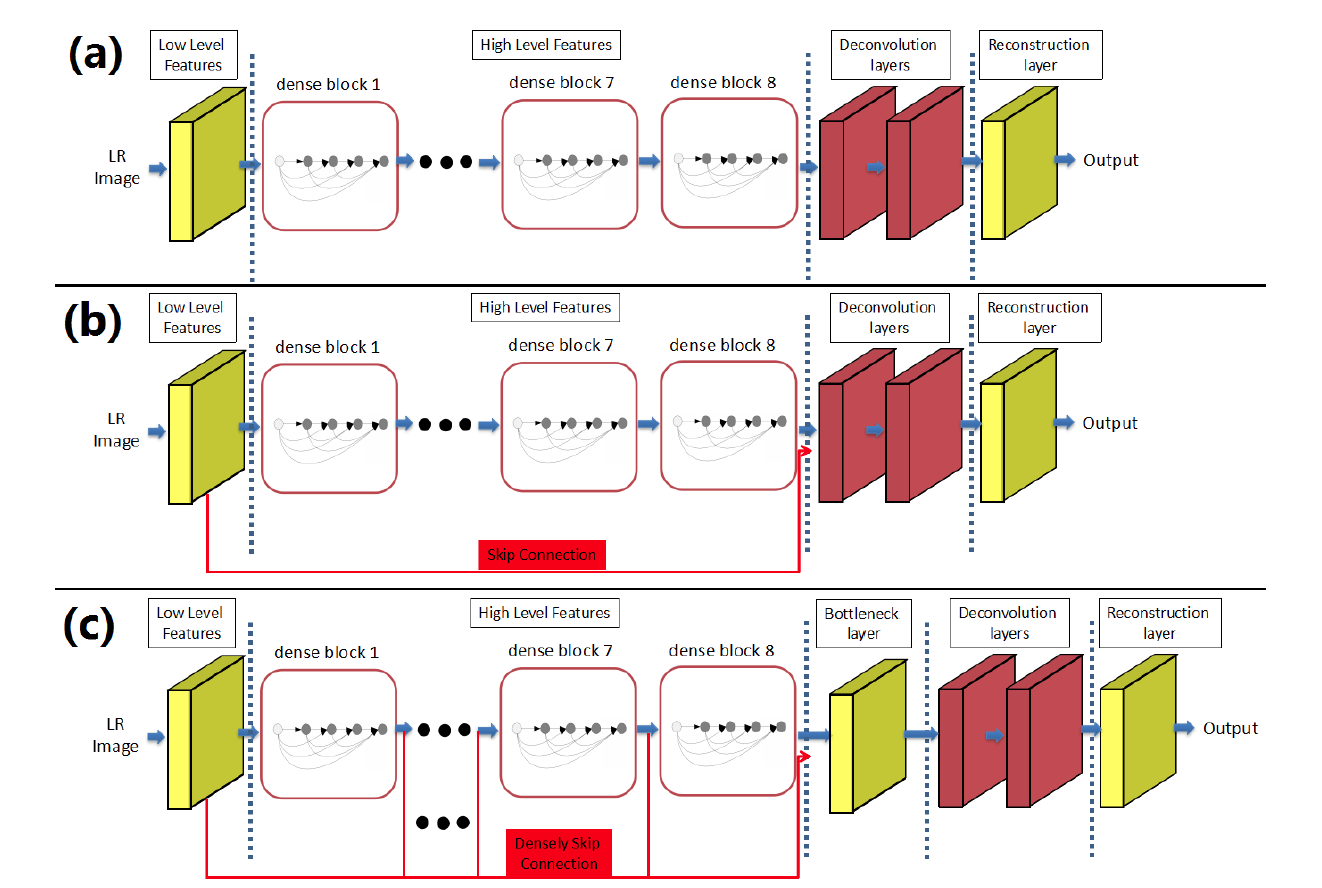 (a)
Low Level
Features
High Level Features
Deconvolution
layers
Reconstruction
layer
dense block 1
dense block 7
dense block 8
LR
Image
Output
(b)
Low Level
Features
High Level Features
Deconvolution
layers
Reconstruction
layer
dense block 1
dense block 7
dense block 8
LR
Image
Output
Skip Connection
(c)
Low Level
Features
High Level Features
Bottleneck
layer
Deconvolution
layers
Reconstruction
layer
dense block 1
dense block 7
dense block 8
LR
Image
Output
Densely Skip
Connection